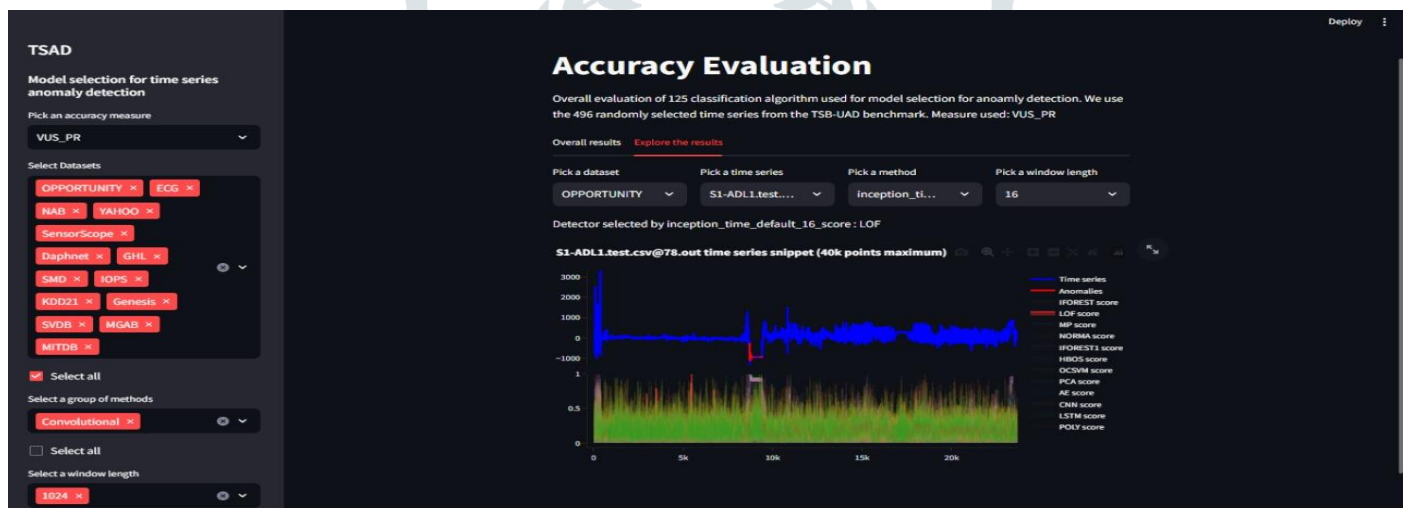 Deploy
TSAD
Model selection for time series
anomaly detection
Pick an accuracy measure
VUS_PR
Select Datasets
OPPORTUNITY × ECG ×
NAB × YAHOO ×
SensorScope ×
Daphnet × GHL ×
SMD × IOPS ×
KDD21 × Genesis ×
SVDB × MGAB ×
MITDB ×
Select all
Select a group of methods
Convolutional ×
Select all
Select a window length
1024 ×
Accuracy Evaluation
Overall evaluation of 125 classification algorithm used for model selection for anoamly detection. We use
the 496 randomly selected time series from the TSB-UAD benchmark. Measure used: VUS_PR
Overall results Explore the results
Pick a dataset Pick a time series Pick a method Pick a window length
OPPORTUNITY S1-ADL1.test.... inception_ti... 16
Detector selected by inception_time_default_16_score : LOF
S1-ADL1.test.csv@78.out time series snippet (40k points maximum)
3000
2000
1000
0
−1000
1
0.5
0
0 5k 10k 15k 20k
Time series
Anomalies
IFOREST score
LOF score
MP score
NORMA score
IFOREST1 score
HBOS score
OCSVM score
PCA score
AE score
CNN score
LSTM score
POLY score